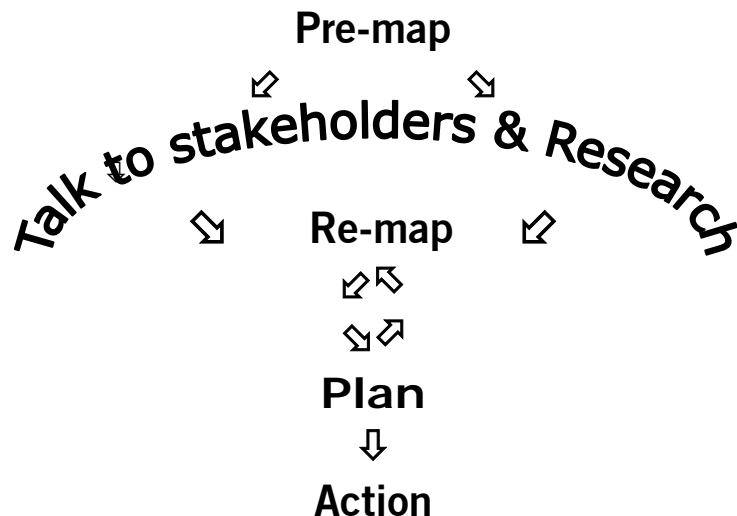 Pre-map
Talk to stakeholders & Research
Re-map
Plan
Action